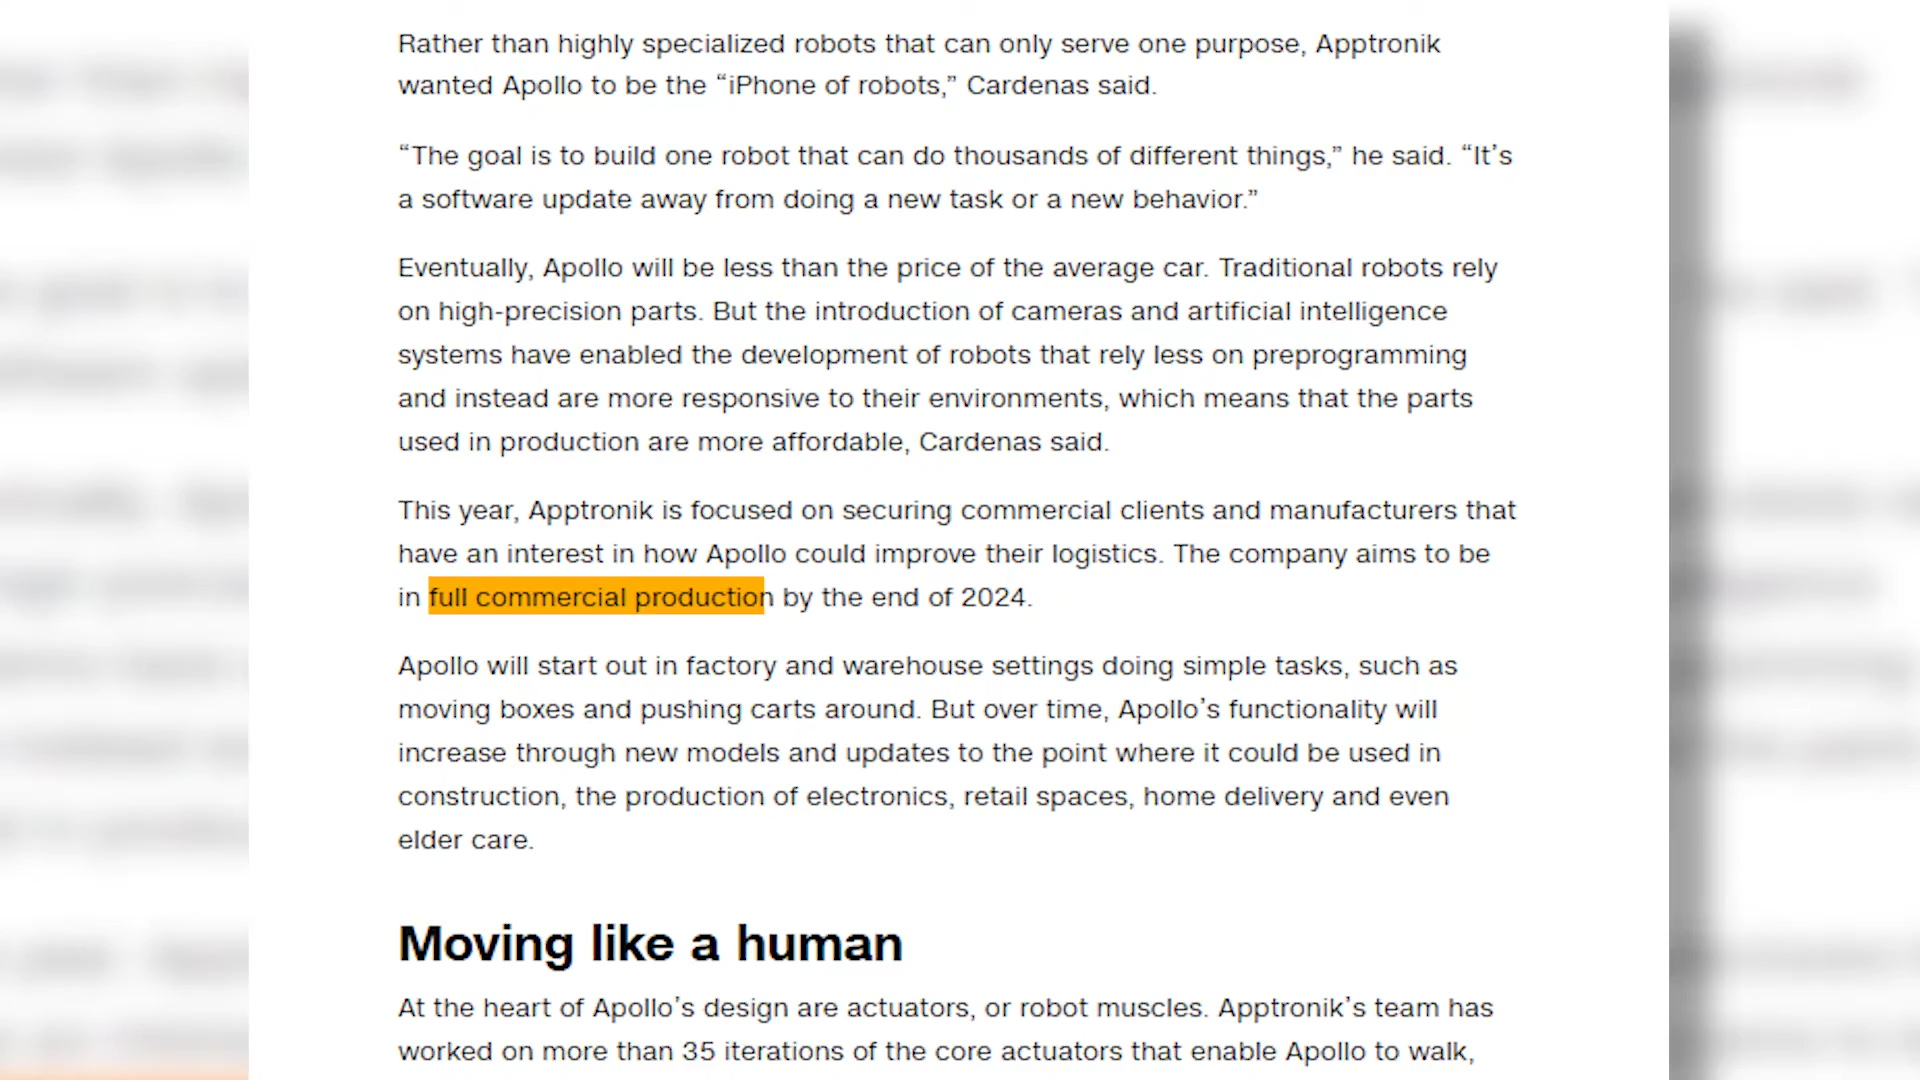 Rather than highly specialized robots that can only serve one purpose, Apptronik
wanted Apollo to be the “iPhone of robots,” Cardenas said.
“The goal is to build one robot that can do thousands of different things,” he said. “It’s
a software update away from doing a new task or a new behavior.”
Eventually, Apollo will be less than the price of the average car. Traditional robots rely
on high-precision parts. But the introduction of cameras and artificial intelligence
systems have enabled the development of robots that rely less on preprogramming
and instead are more responsive to their environments, which means that the parts
used in production are more affordable, Cardenas said.
This year, Apptronik is focused on securing commercial clients and manufacturers that
have an interest in how Apollo could improve their logistics. The company aims to be
in full commercial production by the end of 2024.
Apollo will start out in factory and warehouse settings doing simple tasks, such as
moving boxes and pushing carts around. But over time, Apollo’s functionality will
increase through new models and updates to the point where it could be used in
construction, the production of electronics, retail spaces, home delivery and even
elder care.
Moving like a human
At the heart of Apollo’s design are actuators, or robot muscles. Apptronik’s team has
worked on more than 35 iterations of the core actuators that enable Apollo to walk,